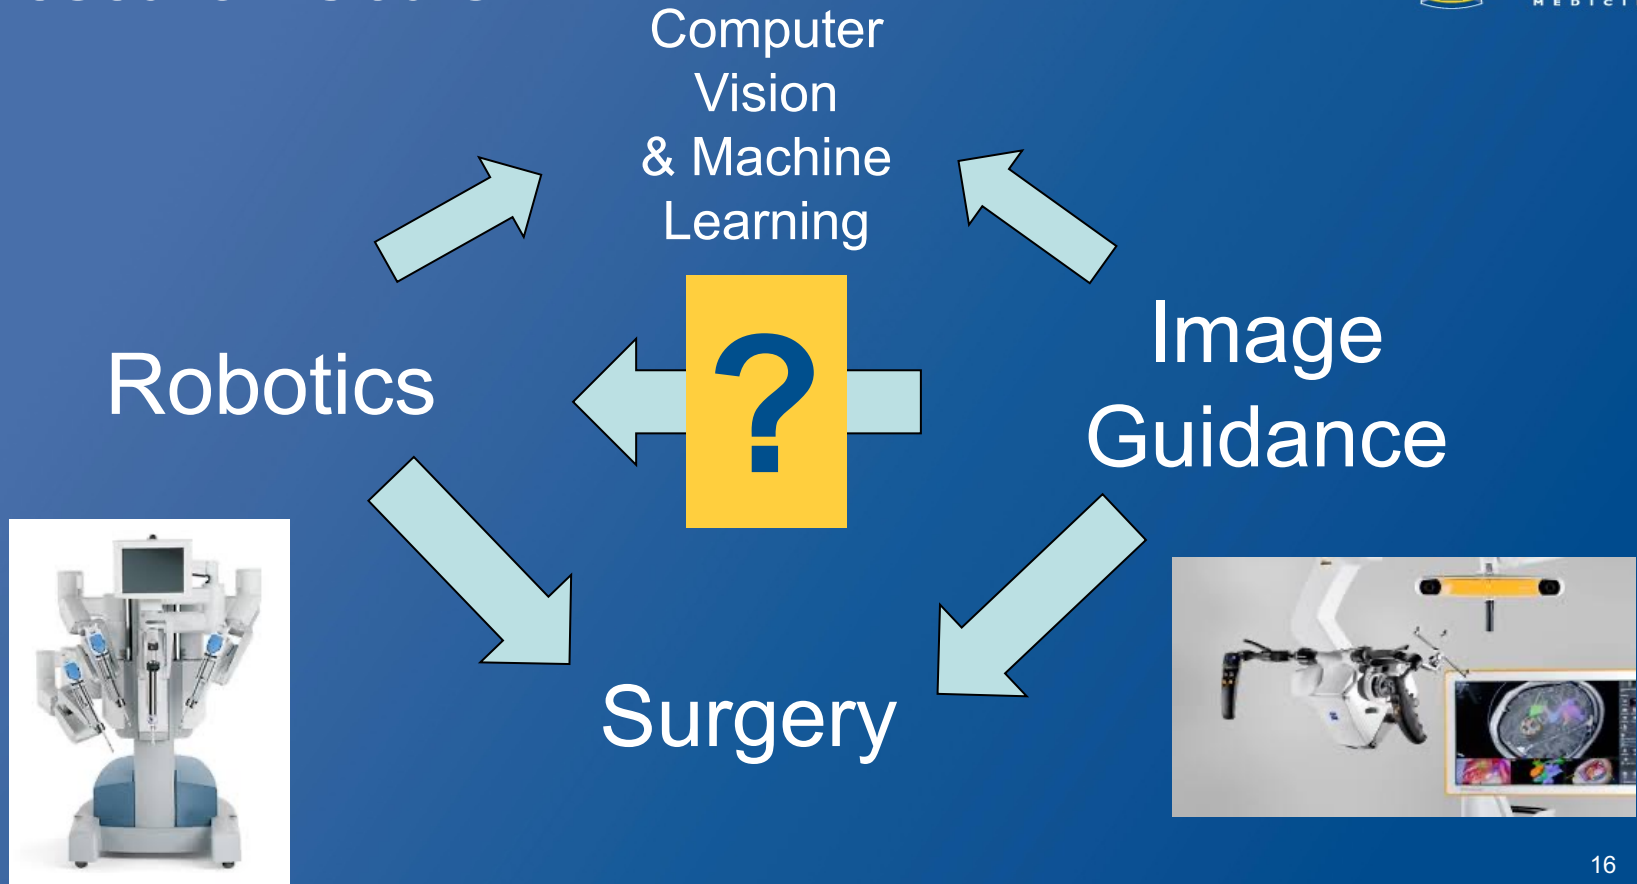 Computer
Vision
& Machine
Learning
?
Robotics
Image
Guidance
Surgery
16